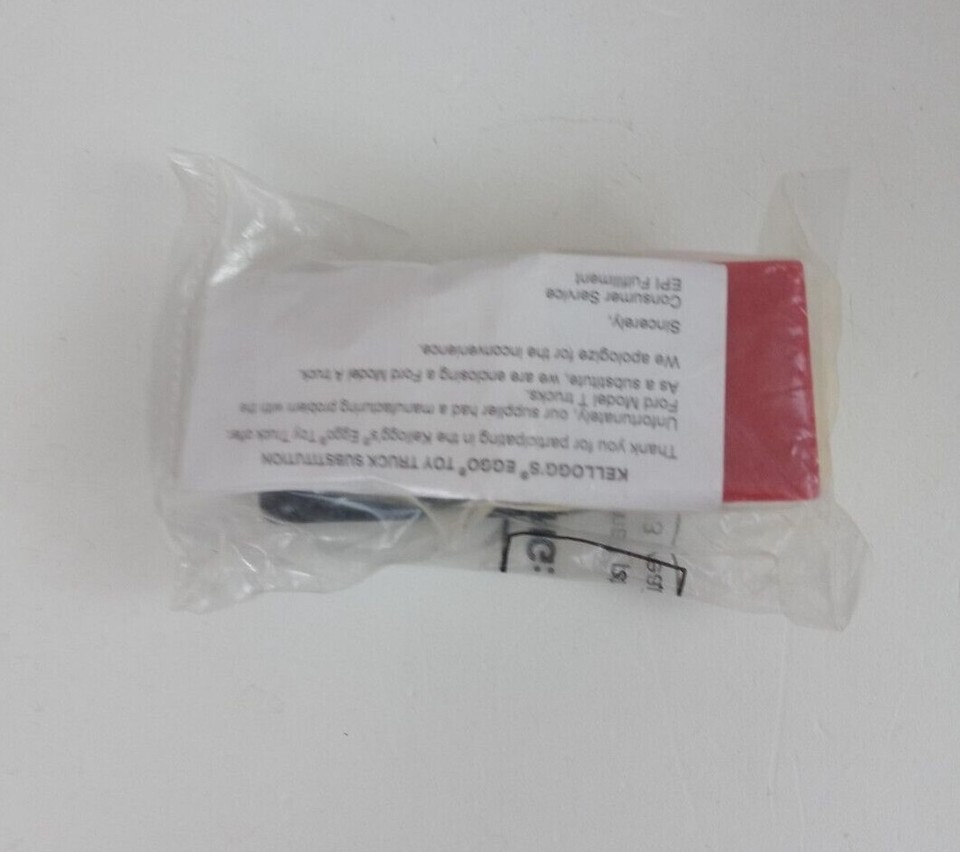 KELLOGG'S® EGGO® TOY TRUCK SUBSTITUTION
Thank you for participating in the Kellogg's® Eggo® Toy Truck offer.
Unfortunately, our supplier had a manufacturing problem with the
Ford Model T trucks.
As a substitute, we are enclosing a Ford Model A truck.
We apologize for the inconvenience.
Sincerely,
Consumer Service
EPI Fulfillment